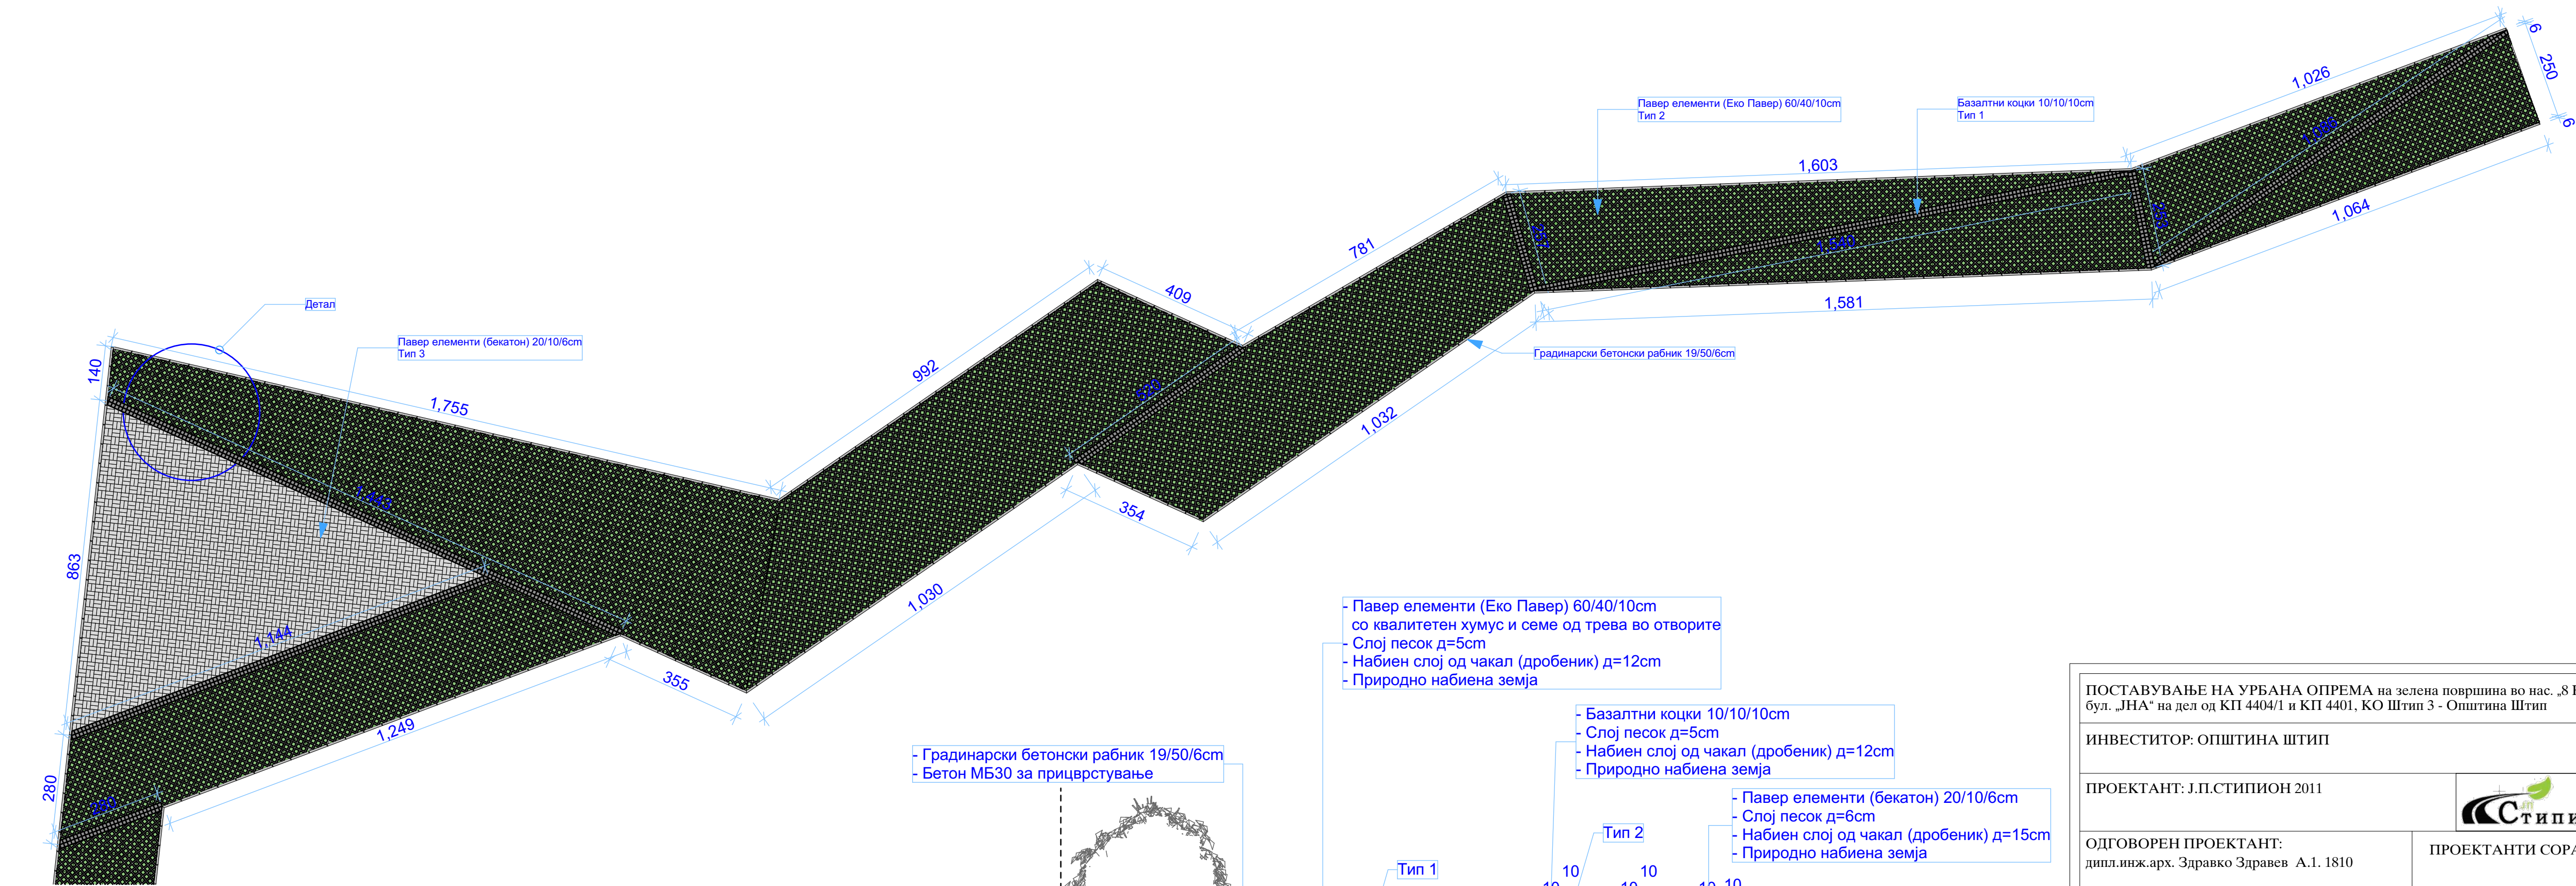 6
250
6
1,026
1,056
1,064
Павер елементи (Еко Павер) 60/40/10cm
Тип 2
Базалтни коцки 10/10/10cm
Тип 1
1,603
1,540
1,581
781
409
992
1,032
354
Градинарски бетонски рабник 19/50/6cm
Детал
Павер елементи (бекатон) 20/10/6cm
Тип 3
140
1,755
1,443
863
1,144
1,030
355
1,249
280
- Павер елементи (Еко Павер) 60/40/10cm
со квалитетен хумус и семе од трева во отворите
- Слој песок д=5cm
- Набиен слој од чакал (дробеник) д=12cm
- Природно набиена земја
- Базалтни коцки 10/10/10cm
- Слој песок д=5cm
- Набиен слој од чакал (дробеник) д=12cm
- Природно набиена земја
- Градинарски бетонски рабник 19/50/6cm
- Бетон МБ30 за прицврстување
- Павер елементи (бекатон) 20/10/6cm
- Слој песок д=6cm
- Набиен слој од чакал (дробеник) д=15cm
- Природно набиена земја
Тип 2
Тип 1
10
10
10
ПОСТАВУВАЊЕ НА УРБАНА ОПРЕМА на зелена површина во нас. „8
бул. „ЈНА“ на дел од КП 4404/1 и КП 4401, КО Штип 3 - Општина Штип
ИНВЕСТИТОР: ОПШТИНА ШТИП
ПРОЕКТАНТ: Ј.П.СТИПИОН 2011
Стипи
ОДГОВОРЕН ПРОЕКТАНТ:
дипл.инж.арх. Здравко Здравев А.1. 1810
ПРОЕКТАНТИ СОРА